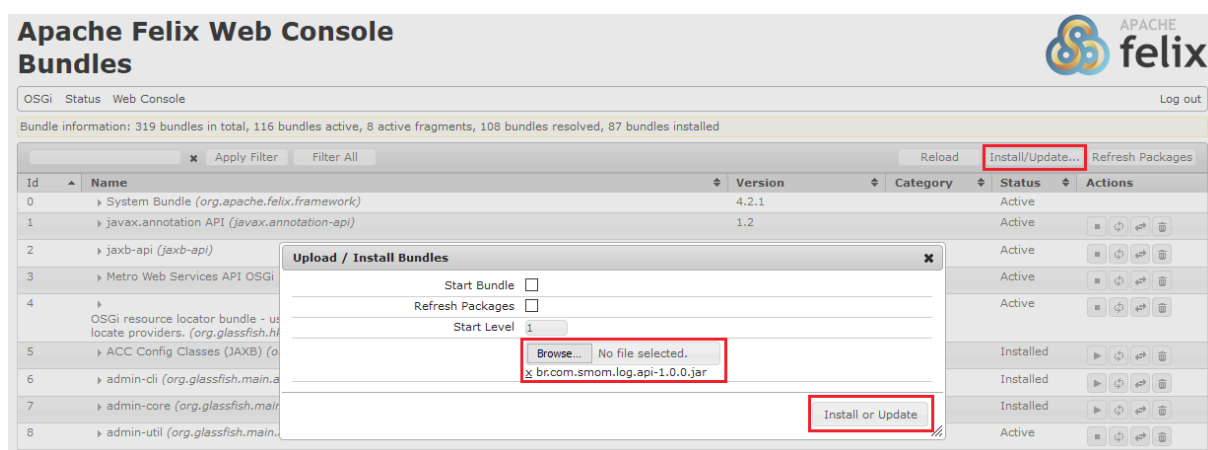 Apache Felix Web Console
Bundles
APACHE
felix
OSGi Status Web Console Log out
Bundle information: 319 bundles in total, 116 bundles active, 8 active fragments, 108 bundles resolved, 87 bundles installed
x Apply Filter Filter All Reload Install/Update... Refresh Packages
Id Name Version Category Status Actions
0 System Bundle (org.apache.felix.framework) 4.2.1 Active
1 javax.annotation API (javax.annotation-api) 1.2 Active
2 jaxb-api (jaxb-api) Active
Upload / Install Bundles x
3 Metro Web Services API OSGi Active
Start Bundle
Refresh Packages
4 Active
OSGi resource locator bundle - us
locate providers. (org.glassfish.hk
Start Level 1
5 ACC Config Classes (JAXB) (o Installed
Browse... No file selected.
x br.com.smom.log.api-1.0.0.jar
6 admin-cli (org.glassfish.main.a Installed
7 admin-core (org.glassfish.main Installed
Install or Update
8 admin-util (org.glassfish.main. Active